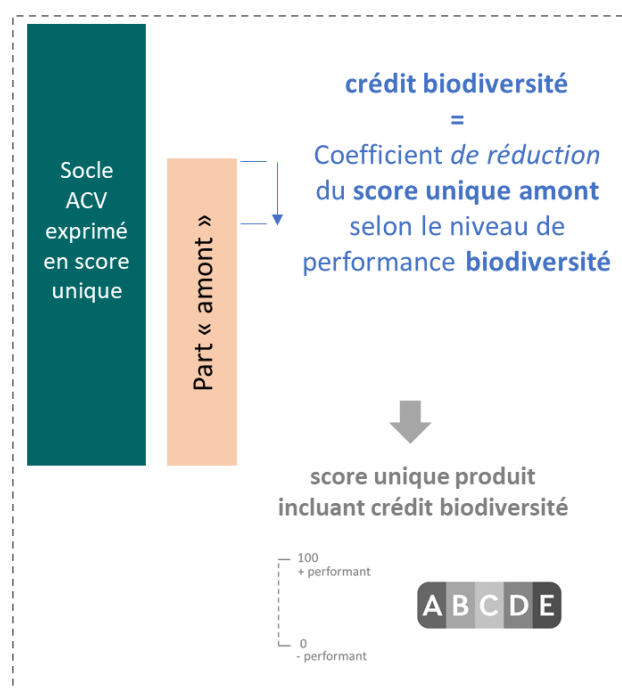 Socle
ACV
exprimé
en score
unique
Part « amont »
crédit biodiversité
=
Coefficient de réduction
du score unique amont
selon le niveau de
performance biodiversité
score unique produit
incluant crédit biodiversité
100
+ performant
0
- performant
A B C D E